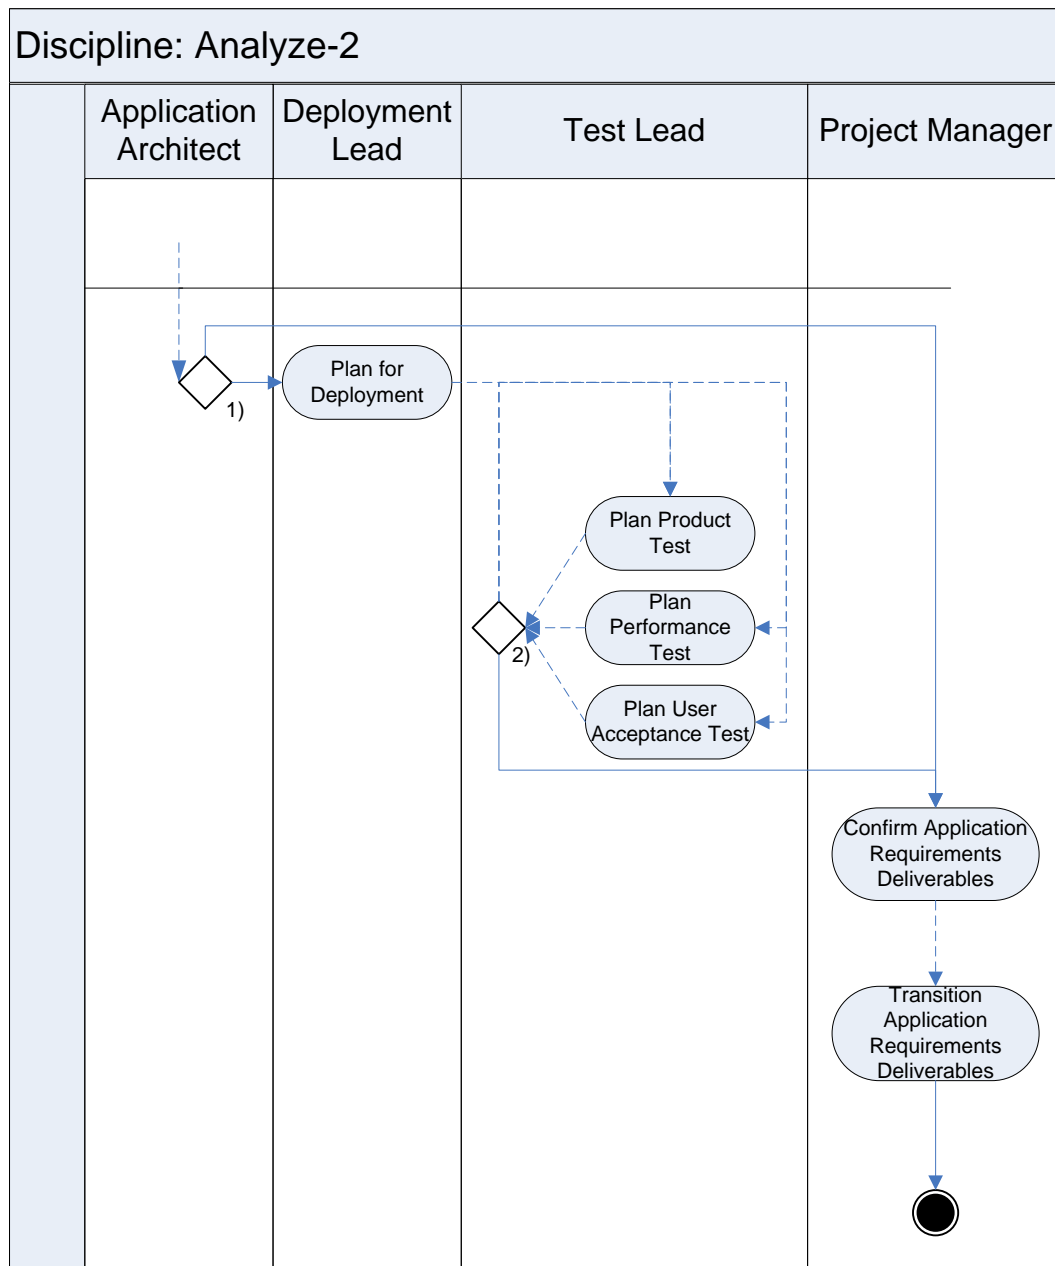 Discipline: Analyze-2
Application
Architect
Deployment
Lead
Test Lead
Project Manager
1)
Plan for
Deployment
Plan Product
Test
Plan
Performance
Test
2)
Plan User
Acceptance Test
Confirm Application
Requirements
Deliverables
Transition
Application
Requirements
Deliverables